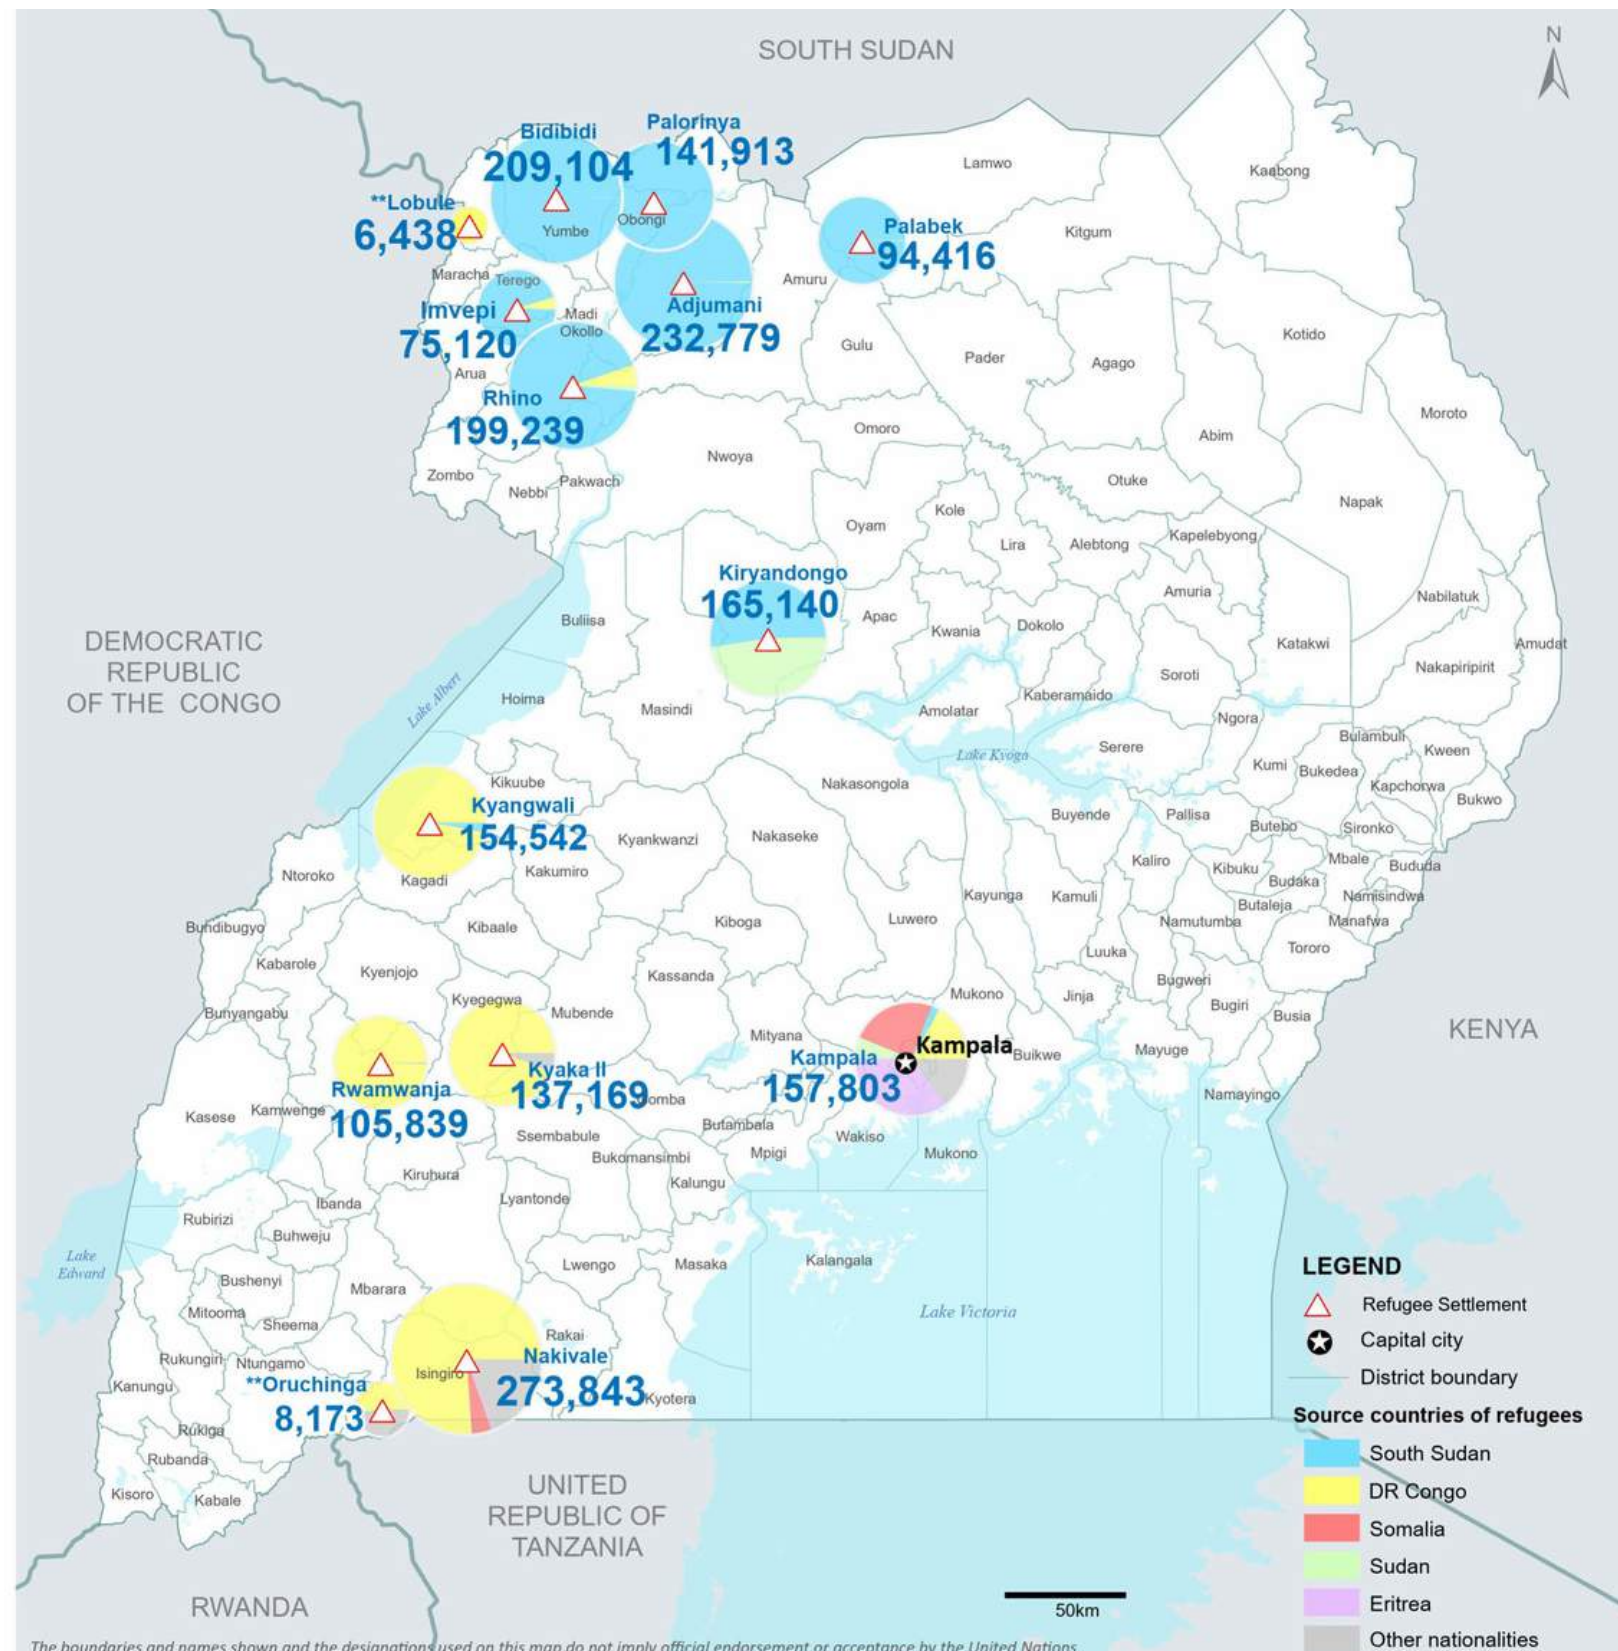 SOUTH SUDAN
N
Bidibidi
209,104
Palorinya
141,913
Lamwo
Kaabong
**Lobule
6,438
Yumbe
Obongi
Palabek
94,416
Kitgum
Maracha
Terego
Amuru
Imvepi
75,120
Madi
Okollo
Adjumani
232,779
Gulu
Pader
Agago
Kotido
Arua
Rhino
199,239
Omoro
Abim
Moroto
Zombo
Nebbi
Pakwach
Nwoya
Otuke
Napak
Oyam
Kole
Lira
Alebtong
Kapelebyong
Kiryandongo
165,140
Amuria
Nabilatuk
Buliisa
Apac
Kwania
Dokolo
Katakwi
Amudat
DEMOCRATIC
REPUBLIC
OF THE CONGO
Nakapiripirit
Soroti
Lake Albert
Hoima
Masindi
Amolatar
Kaberamaido
Ngora
Lake Kyoga
Serere
Bulambuli
Kween
Kumi
Bukedea
Kapchorwa
Bukwo
Kikuube
Nakasongola
Kyangwali
154,542
Kyankwanzi
Nakaseke
Buyende
Pallisa
Butebo
Sironko
Ntoroko
Kagadi
Kakumiro
Kaliro
Kibuku
Budaka
Mbale
Bududa
Kayunga
Kamuli
Butaleja
Namisindwa
Bundibugyo
Kibaale
Kiboga
Luwero
Namutumba
Manafwa
Kabarole
Kyenjojo
Kassanda
Luuka
Tororo
Bugweri
Bunyangabu
Kyegegwa
Mubende
Mukono
Jinja
Bugiri
Busia
KENYA
Mityana
Kampala
Kampala
157,803
Buikwe
Mayuge
Rwamwanja
105,839
Kyaka II
137,169
omba
Namayingo
Kasese
Kamwenge
Butambala
Ssembabule
Wakiso
Bukomansimbi
Mpigi
Mukono
Kiruhura
Kalungu
Lyantonde
Ibanda
Rubirizi
Buhweju
Lake
Edward
Lwengo
Masaka
Kalangala
Bushenyi
Mbarara
Mitooma
Sheema
Lake Victoria
Rakai
Rukungiri
Ntungamo
Isingiro
Nakivale
273,843
Kanungu
**Oruchinga
8,173
Kyotera
Rukiga
Rubanda
Kisoro
Kabale
UNITED
REPUBLIC OF
TANZANIA
RWANDA
50km
LEGEND
Refugee Settlement
Capital city
District boundary
Source countries of refugees
South Sudan
DR Congo
Somalia
Sudan
Eritrea
Other nationalities
The boundaries and names shown and the designations used on this map do not imply official endorsement or acceptance by the United Nations